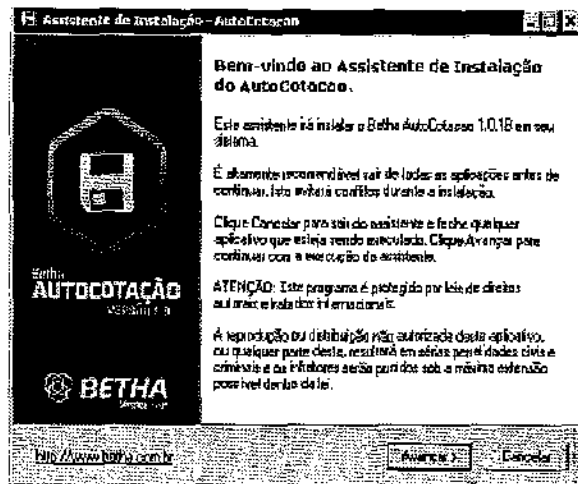 Assistente de Instalação - AutoCotacao
Bem-vindo ao Assistente de Instalação
do AutoCotacao.
Este assistente irá instalar o Betha AutoCotacao 1.0.18 em seu
sistema.
É altamente recomendável sair de todas as aplicações antes de
continuar. Isto evitará conflitos durante a instalação.
Clique Cancelar para sair do assistente e feche qualquer
aplicativo que esteja sendo executado. Clique Avançar para
continuar com a execução do assistente.
ATENÇÃO: Este programa é protegido por leis de direitos
autorais e tratados internacionais.
A reprodução ou distribuição não autorizada deste aplicativo,
ou qualquer parte deste, resultará em sérias penalidades civis e
criminais e os infratores serão punidos sob a máxima extensão
possível dentro da lei.
Betha
AUTOCOTAÇÃO
VERSÃO 1.0
BETHA
http://www.betha.com.br
Avançar >
Cancelar